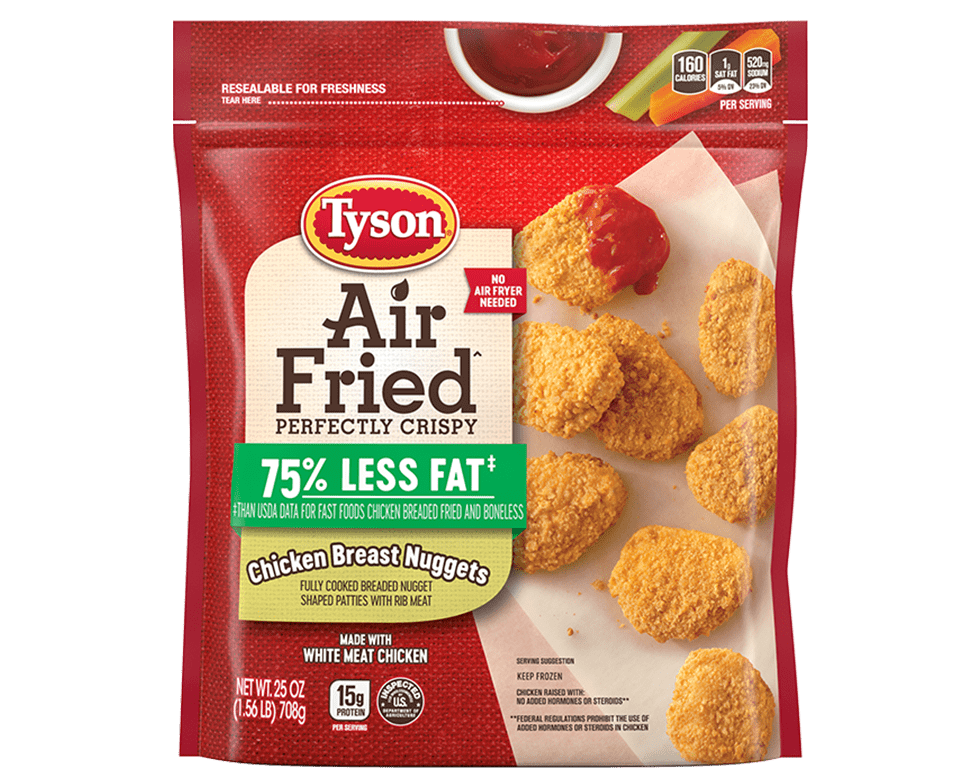 RESEALABLE FOR FRESHNESS
TEAR HERE
160
CALORIES
1g
SAT FAT
5% DV
520mg
SODIUM
23% DV
PER SERVING
Tyson®
NO
AIR FRYER
NEEDED
Air
Fried^
PERFECTLY CRISPY
75% LESS FAT‡
‡THAN USDA DATA FOR FAST FOODS CHICKEN BREADED FRIED AND BONELESS
Chicken Breast Nuggets
FULLY COOKED BREADED NUGGET
SHAPED PATTIES WITH RIB MEAT
MADE WITH
WHITE MEAT CHICKEN
NET WT. 25 OZ
(1.56 LB) 708g
15g
PROTEIN
PER SERVING
INSPECTED
U.S.
DEPARTMENT OF
AGRICULTURE
SERVING SUGGESTION
KEEP FROZEN
CHICKEN RAISED WITH:
NO ADDED HORMONES OR STEROIDS**
**FEDERAL REGULATIONS PROHIBIT THE USE OF
ADDED HORMONES OR STEROIDS IN CHICKEN